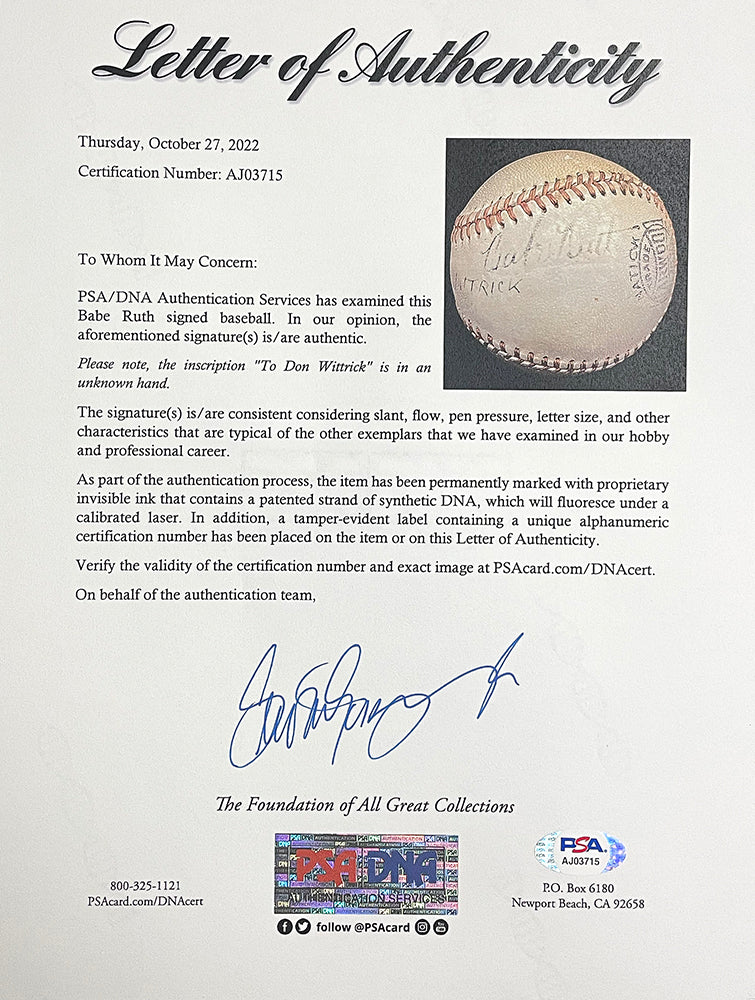 Letter of Authenticity
Thursday, October 27, 2022
Certification Number: AJ03715
To Whom It May Concern:
PSA/DNA Authentication Services has examined this
Babe Ruth signed baseball. In our opinion, the
aforementioned signature(s) is/are authentic.
Please note, the inscription "To Don Wittrick" is in an
unknown hand.
Babe Ruth
ITRICK
TRADE
The signature(s) is/are consistent considering slant, flow, pen pressure, letter size, and other
characteristics that are typical of the other exemplars that we have examined in our hobby
and professional career.
As part of the authentication process, the item has been permanently marked with proprietary
invisible ink that contains a patented strand of synthetic DNA, which will fluoresce under a
calibrated laser. In addition, a tamper-evident label containing a unique alphanumeric
certification number has been placed on the item or on this Letter of Authenticity.
Verify the validity of the certification number and exact image at PSAcard.com/DNAcert.
On behalf of the authentication team,
The Foundation of All Great Collections
800-325-1121
PSAcard.com/DNAcert
PSA DNA
AUTHENTICATION SERVICES
follow @PSAcard
PSA
AJ03715
P.O. Box 6180
Newport Beach, CA 92658